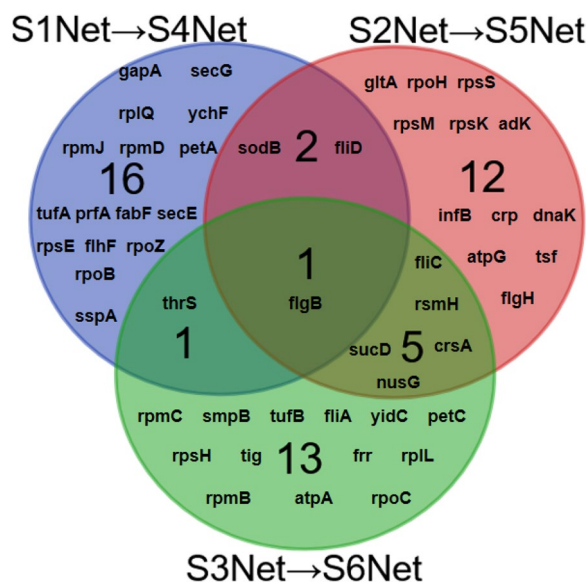 S1Net→S4Net S2Net→S5Net
gapA secG
gltA rpoH rpsS
rplQ ychF
rpsM rpsK adK
rpmJ rpmD petA
sodB 2 fliD
16
12
tufA prfA fabF secE
infB crp dnaK
rpsE flhF rpoZ
rpoB
atpG tsf
1
fliC
thrS
flgB
rsmH
flgH
sspA
1
sucD 5 crsA
nusG
rpmC smpB tufB fliA yidC petC
rpsH tig 13 frr rplL
rpmB atpA rpoC
S3Net→S6Net